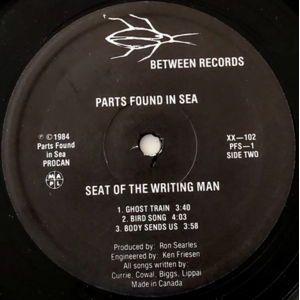 BETWEEN RECORDS
PARTS FOUND IN SEA
℗ ©1984
Parts Found
in Sea
PROCAN
M A
P L
XX-102
PFS-1
SIDE TWO
SEAT OF THE WRITING MAN
1. GHOST TRAIN 3:40
2. BIRD SONG 4:03
3. BODY SENDS US 3:58
Produced by: Ron Searles
Engineered by: Ken Friesen
All songs written by:
Currie, Cowal, Biggs, Lippai
Made in Canada